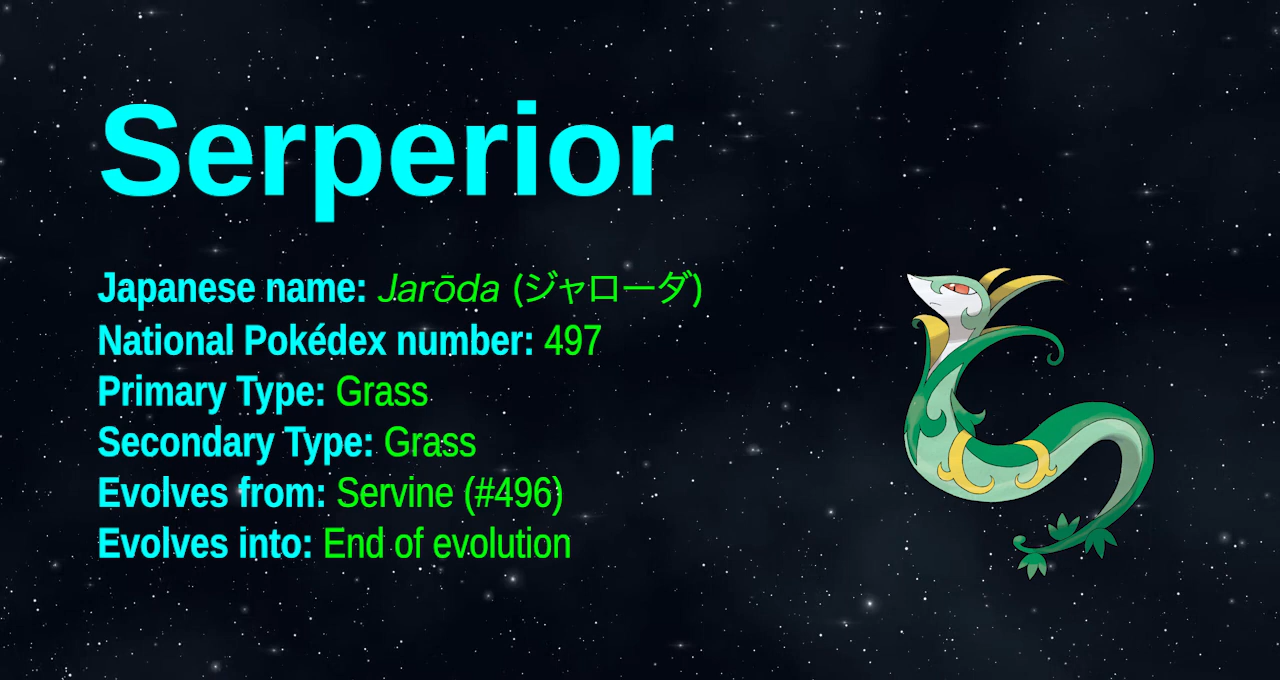 Serperior
Japanese name: Jarōda (ジャローダ)
National Pokédex number: 497
Primary Type: Grass
Secondary Type: Grass
Evolves from: Servine (#496)
Evolves into: End of evolution